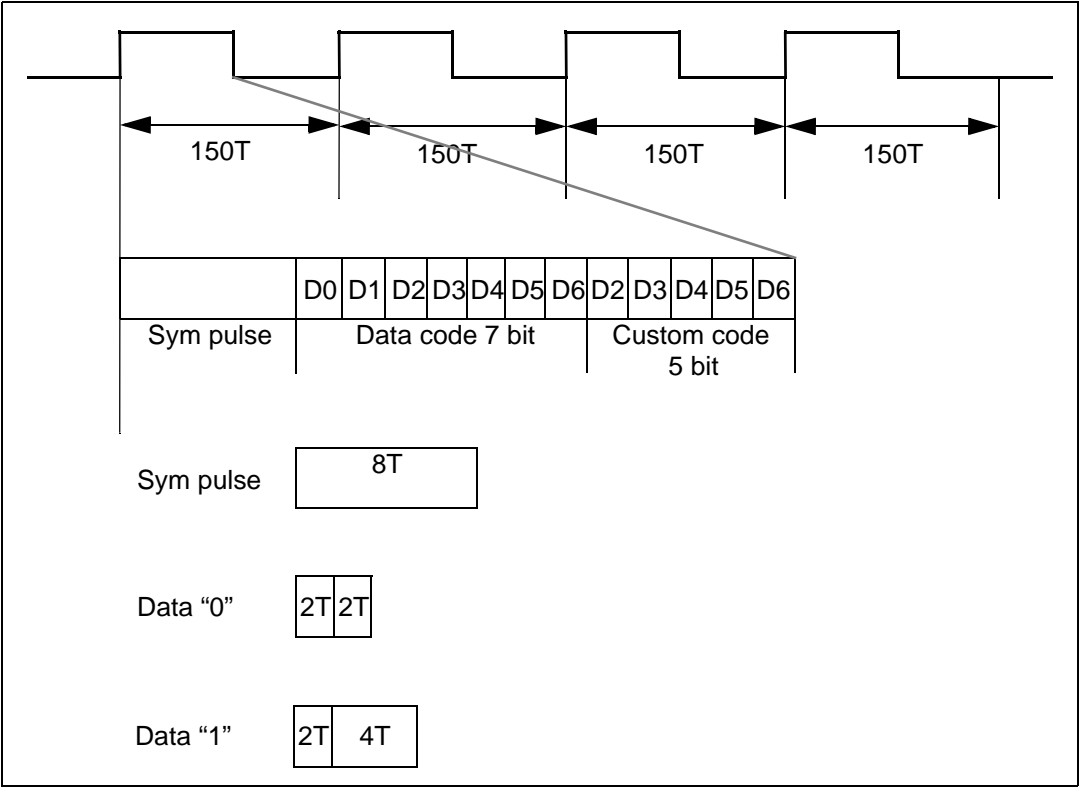 150T 150T 150T 150T
D0 D1 D2 D3 D4 D5 D6 D2 D3 D4 D5 D6
Sym pulse Data code 7 bit Custom code
5 bit
Sym pulse 8T
Data “0” 2T 2T
Data “1” 2T 4T